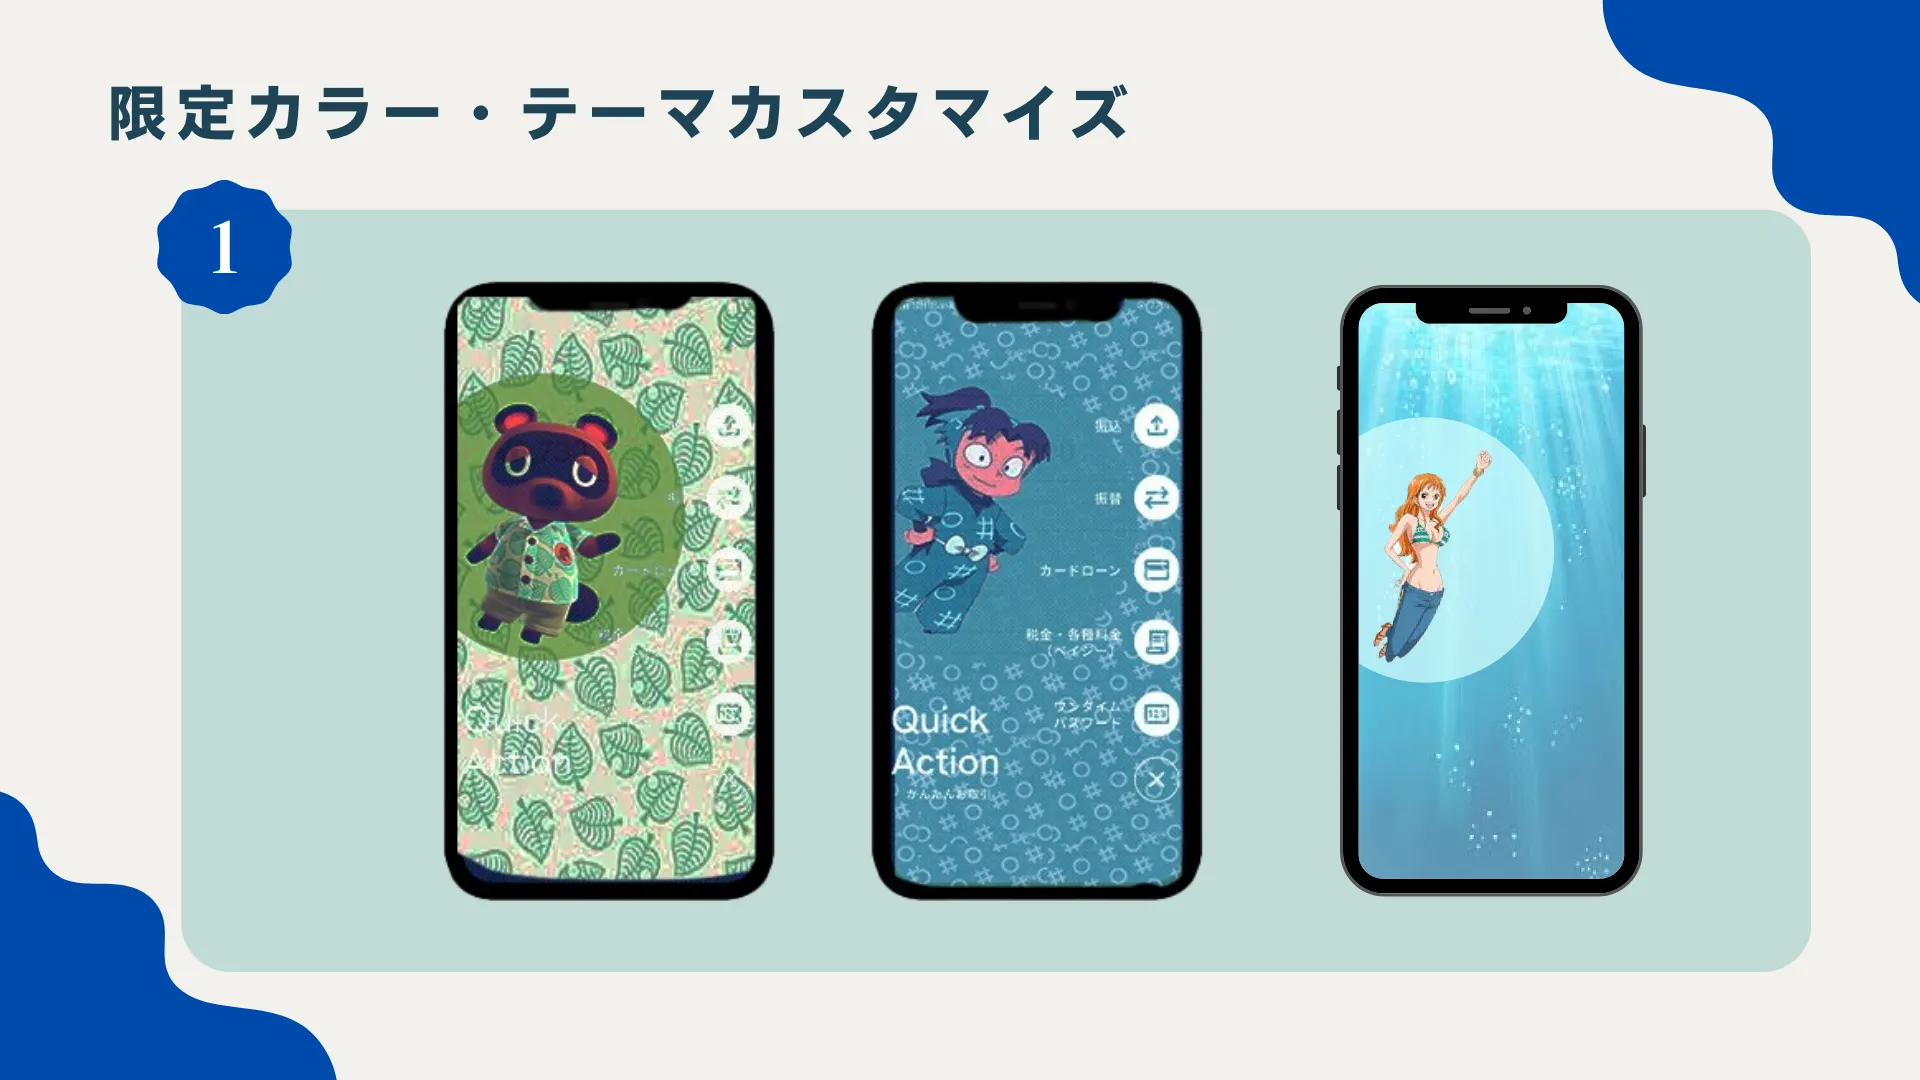 限定カラー・テーマカスタマイズ
1
カードロー
税金
Quick
Action
振込
振替
カードローン
税金・各種料金
(ペイジー)
ワンタイム
パスワード
Quick
Action
かんたんお取引